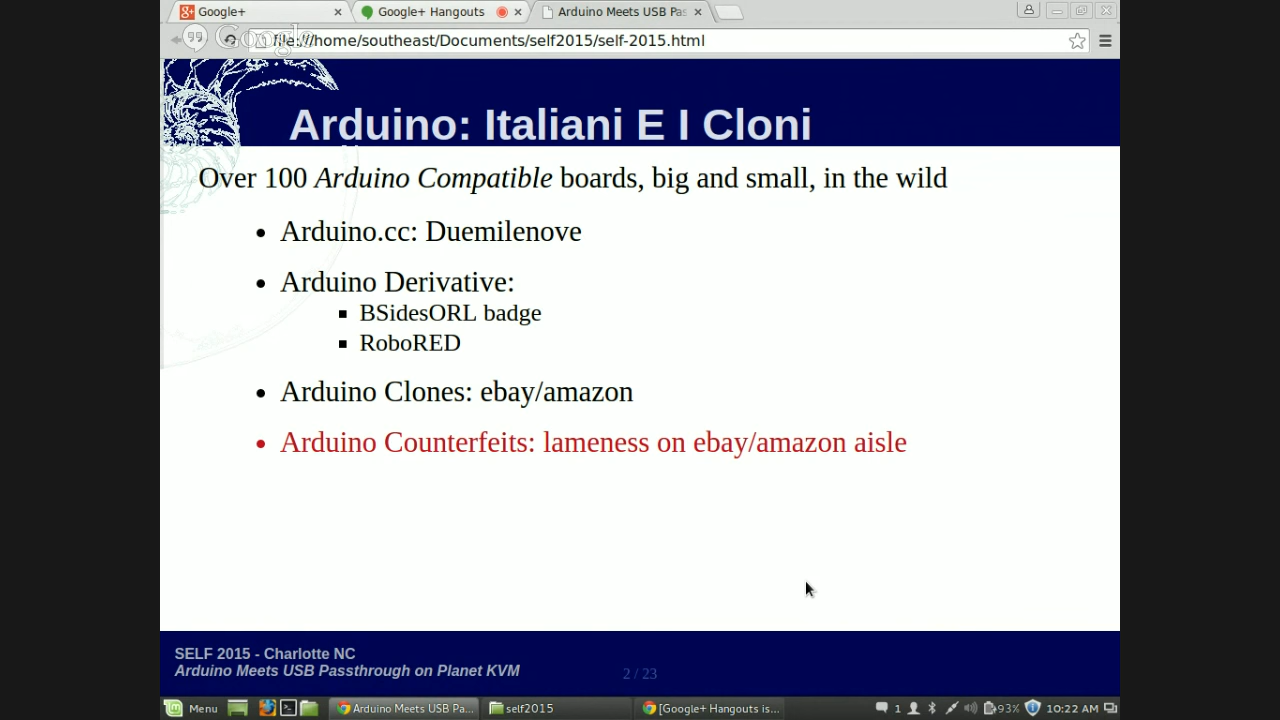 Google+
Google+ Hangouts
Arduino Meets USB Pas
Google
file:///home/southeast/Documents/self2015/self-2015.html
Arduino: Italiani E I Cloni
Over 100 Arduino Compatible boards, big and small, in the wild
Arduino.cc: Duemilenove
Arduino Derivative:
BSidesORL badge
RoboRED
Arduino Clones: ebay/amazon
Arduino Counterfeits: lameness on ebay/amazon aisle
SELF 2015 - Charlotte NC
Arduino Meets USB Passthrough on Planet KVM
2 / 23
Menu
Arduino Meets USB Pa...
self2015
[Google+ Hangouts is...
1
93%
10:22 AM